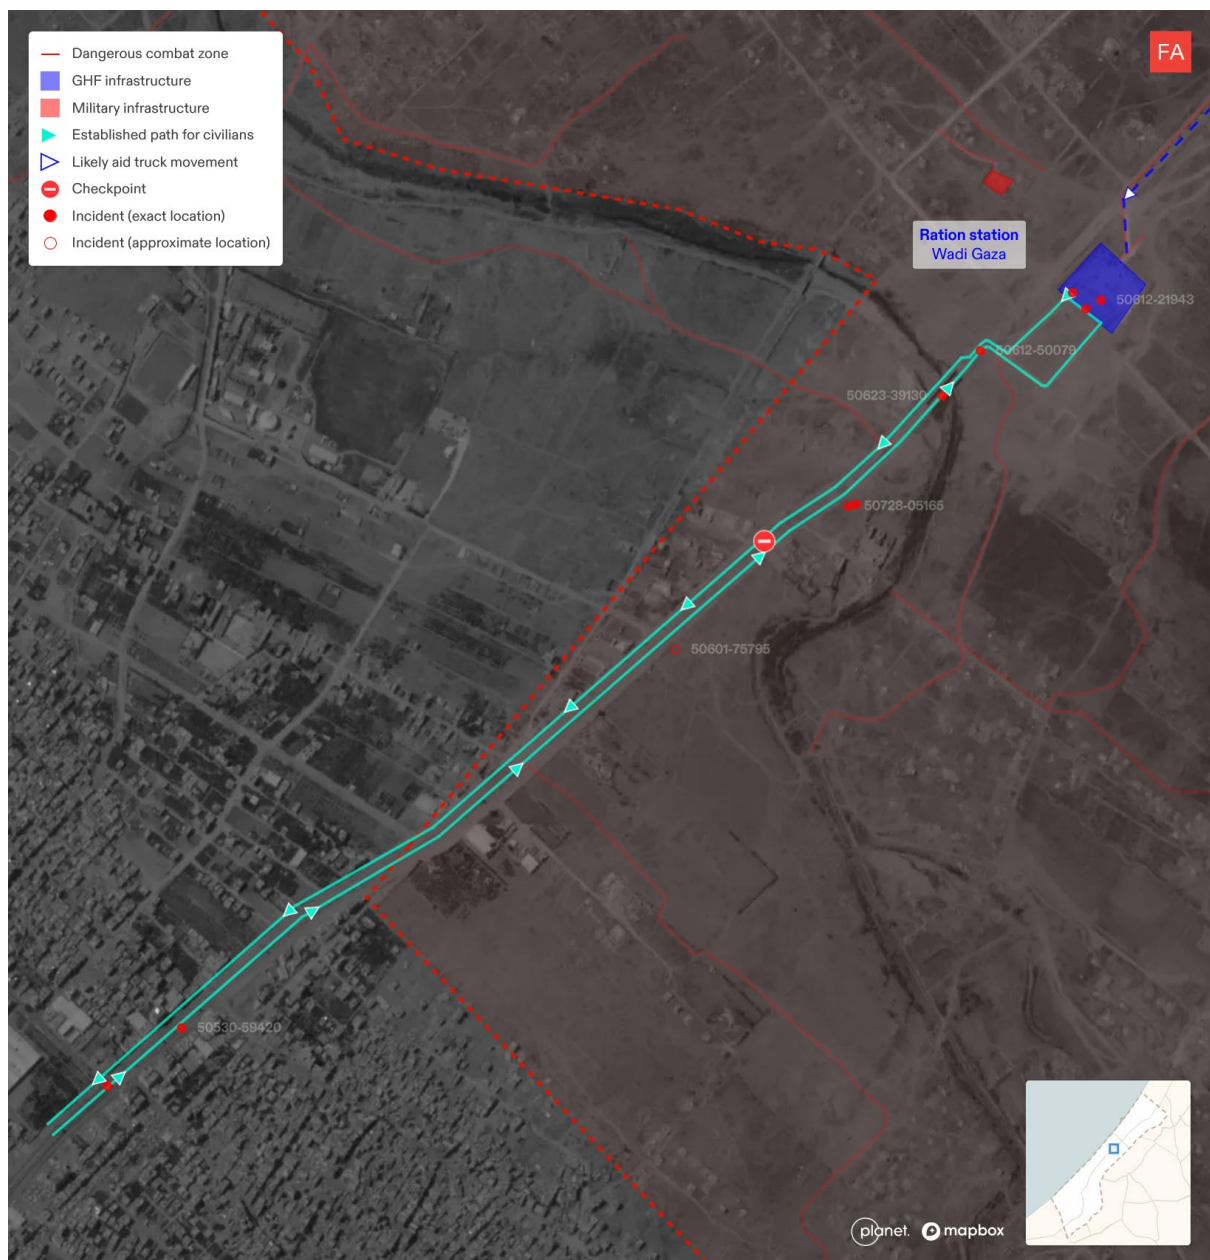 Dangerous combat zone
GHF infrastructure
Military infrastructure
Established path for civilians
Likely aid truck movement
Checkpoint
Incident (exact location)
Incident (approximate location)
FA
Ration station
Wadi Gaza
50612-21943
50612-50079
50623-39130
50728-05165
50601-75795
50530-59420
planet.
mapbox